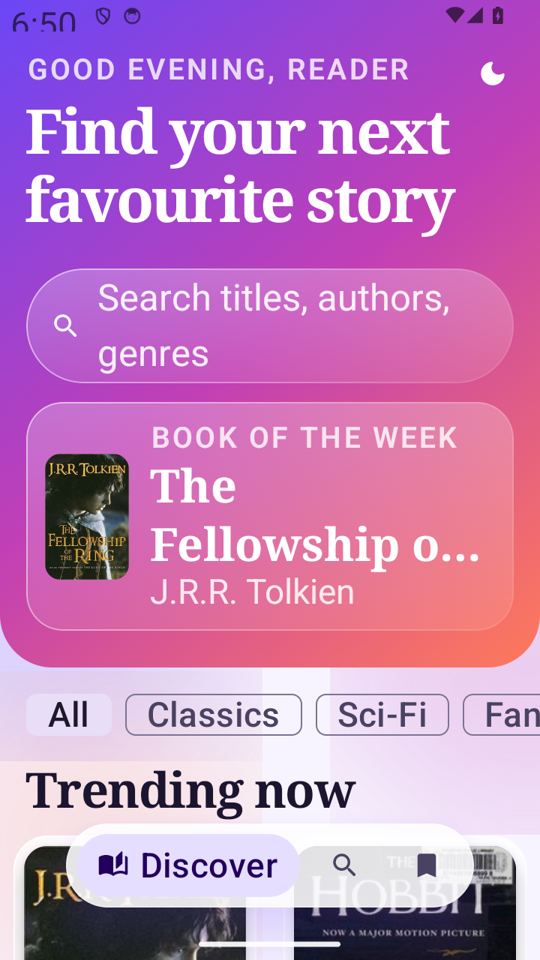 6:50
GOOD EVENING, READER
Find your next
favourite story
Search titles, authors,
genres
BOOK OF THE WEEK
J.R.R. TOLKIEN
THE
FELLOWSHIP
OF THE
RING
The
Fellowship o...
J.R.R. Tolkien
All
Classics
Sci-Fi
Fan
Trending now
Discover
J.R
THE
HOBBIT
NOW A MAJOR MOTION PICTURE